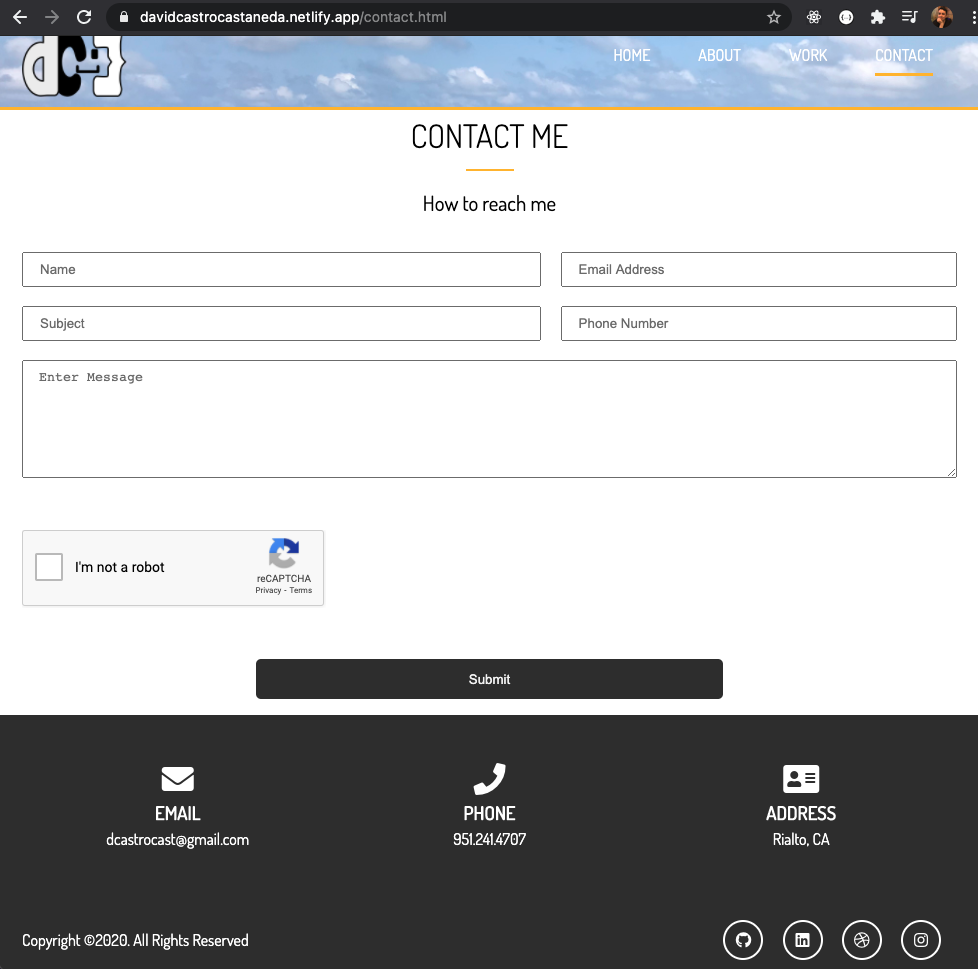 davidcastrocastaneda.netlify.app/contact.html
dc
HOME ABOUT WORK CONTACT
CONTACT ME
How to reach me
Name Email Address
Subject Phone Number
Enter Message
I'm not a robot
reCAPTCHA
Privacy - Terms
Submit
EMAIL PHONE ADDRESS
dcastrocast@gmail.com 951.241.4707 Rialto, CA
Copyright ©2020. All Rights Reserved